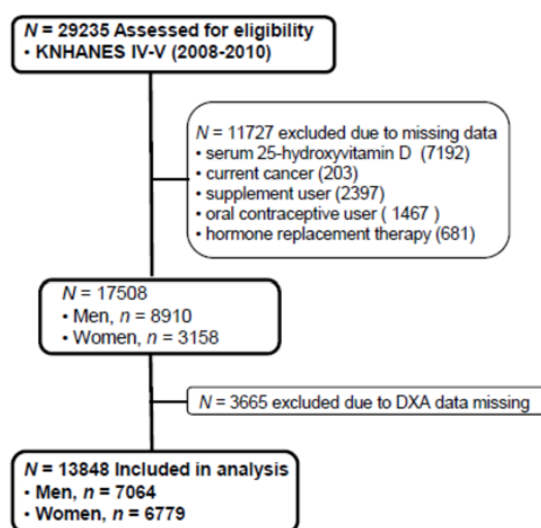 N = 29235 Assessed for eligibility
• KNHANES IV-V (2008-2010)
N = 11727 excluded due to missing data
• serum 25-hydroxyvitamin D (7192)
• current cancer (203)
• supplement user (2397)
• oral contraceptive user ( 1467 )
• hormone replacement therapy (681)
N = 17508
• Men, n = 8910
• Women, n = 3158
N = 3665 excluded due to DXA data missing
N = 13848 Included in analysis
• Men, n = 7064
• Women, n = 6779